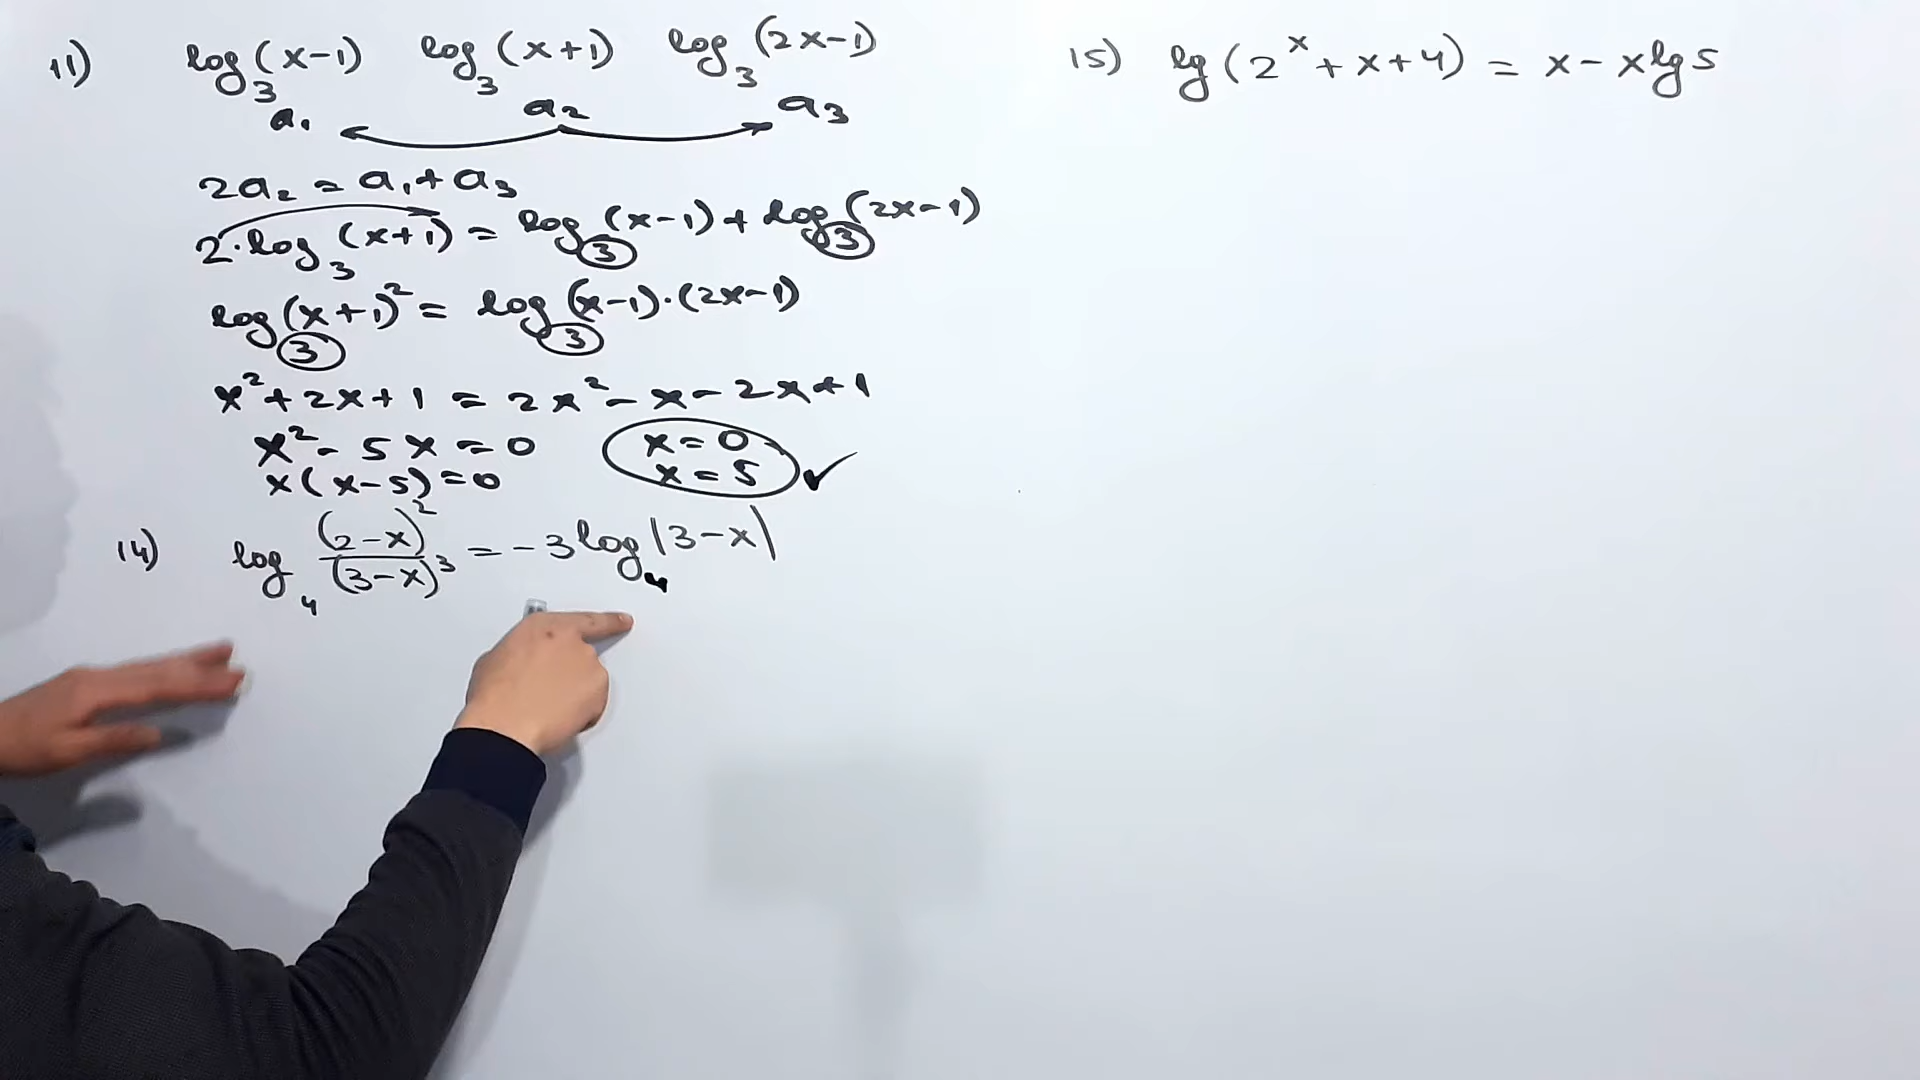 11) log₃(x-1) log₃(x+1) log₃(2x-1)
a₁ a₂ a₃
2a₂ = a₁+a₃
2·log₃(x+1) = log₃(x-1)+log₃(2x-1)
log₃(x+1)² = log₃(x-1)·(2x-1)
x²+2x+1 = 2x²-x-2x+1
x²-5x=0
x(x-5)=0
x=0
x=5 ✓
14) log₄ (2-x)²/(3-x)³ = -3log₄|3-x|
15) lg(2ˣ+x+4) = x-xlg5